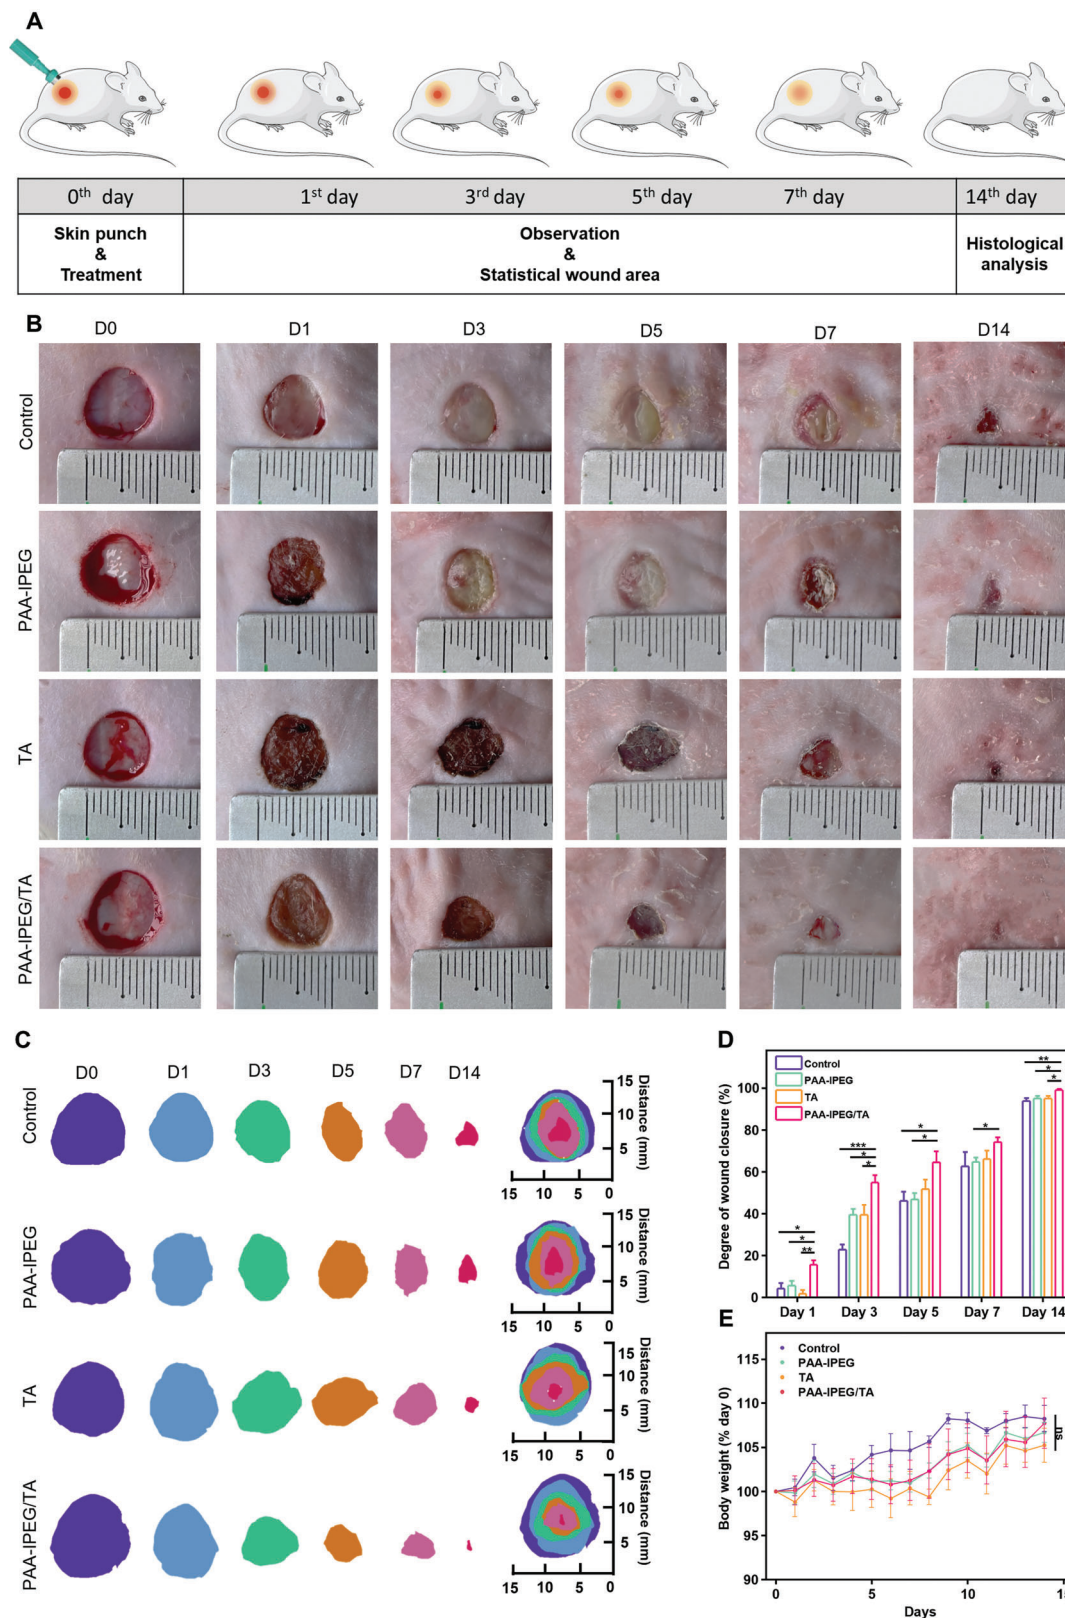 A
0th day 1st day 3rd day 5th day 7th day 14th day
Skin punch
&
Treatment
Observation
&
Statistical wound area
Histological
analysis
B
D0 D1 D3 D5 D7 D14
Control
PAA-IPEG
TA
PAA-IPEG/TA
C
D0 D1 D3 D5 D7 D14
Control
PAA-IPEG
TA
PAA-IPEG/TA
15
10
5
Distance (mm)
15 10 5 0
15
10
5
Distance (mm)
15 10 5 0
15
10
5
Distance (mm)
15 10 5 0
15
10
5
Distance (mm)
15 10 5 0
D
Degree of wound closure (%)
100
80
60
40
20
0
Control
PAA-IPEG
TA
PAA-IPEG/TA
*
*
**
***
*
*
*
*
*
**
*
*
Day 1 Day 3 Day 5 Day 7 Day 14
E
Body weight (% day 0)
115
110
105
100
95
90
Control
PAA-IPEG
TA
PAA-IPEG/TA
ns
0 5 10 15
Days